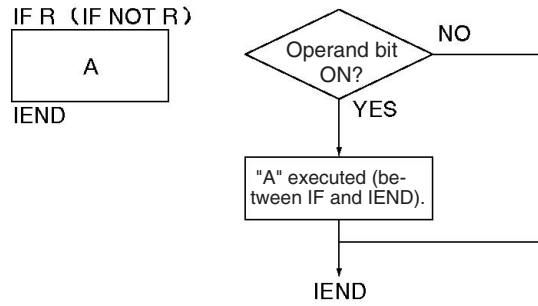 IF R (IF NOT R)
A
IEND
Operand bit
ON?
NO
YES
"A" executed (be-
tween IF and IEND).
IEND